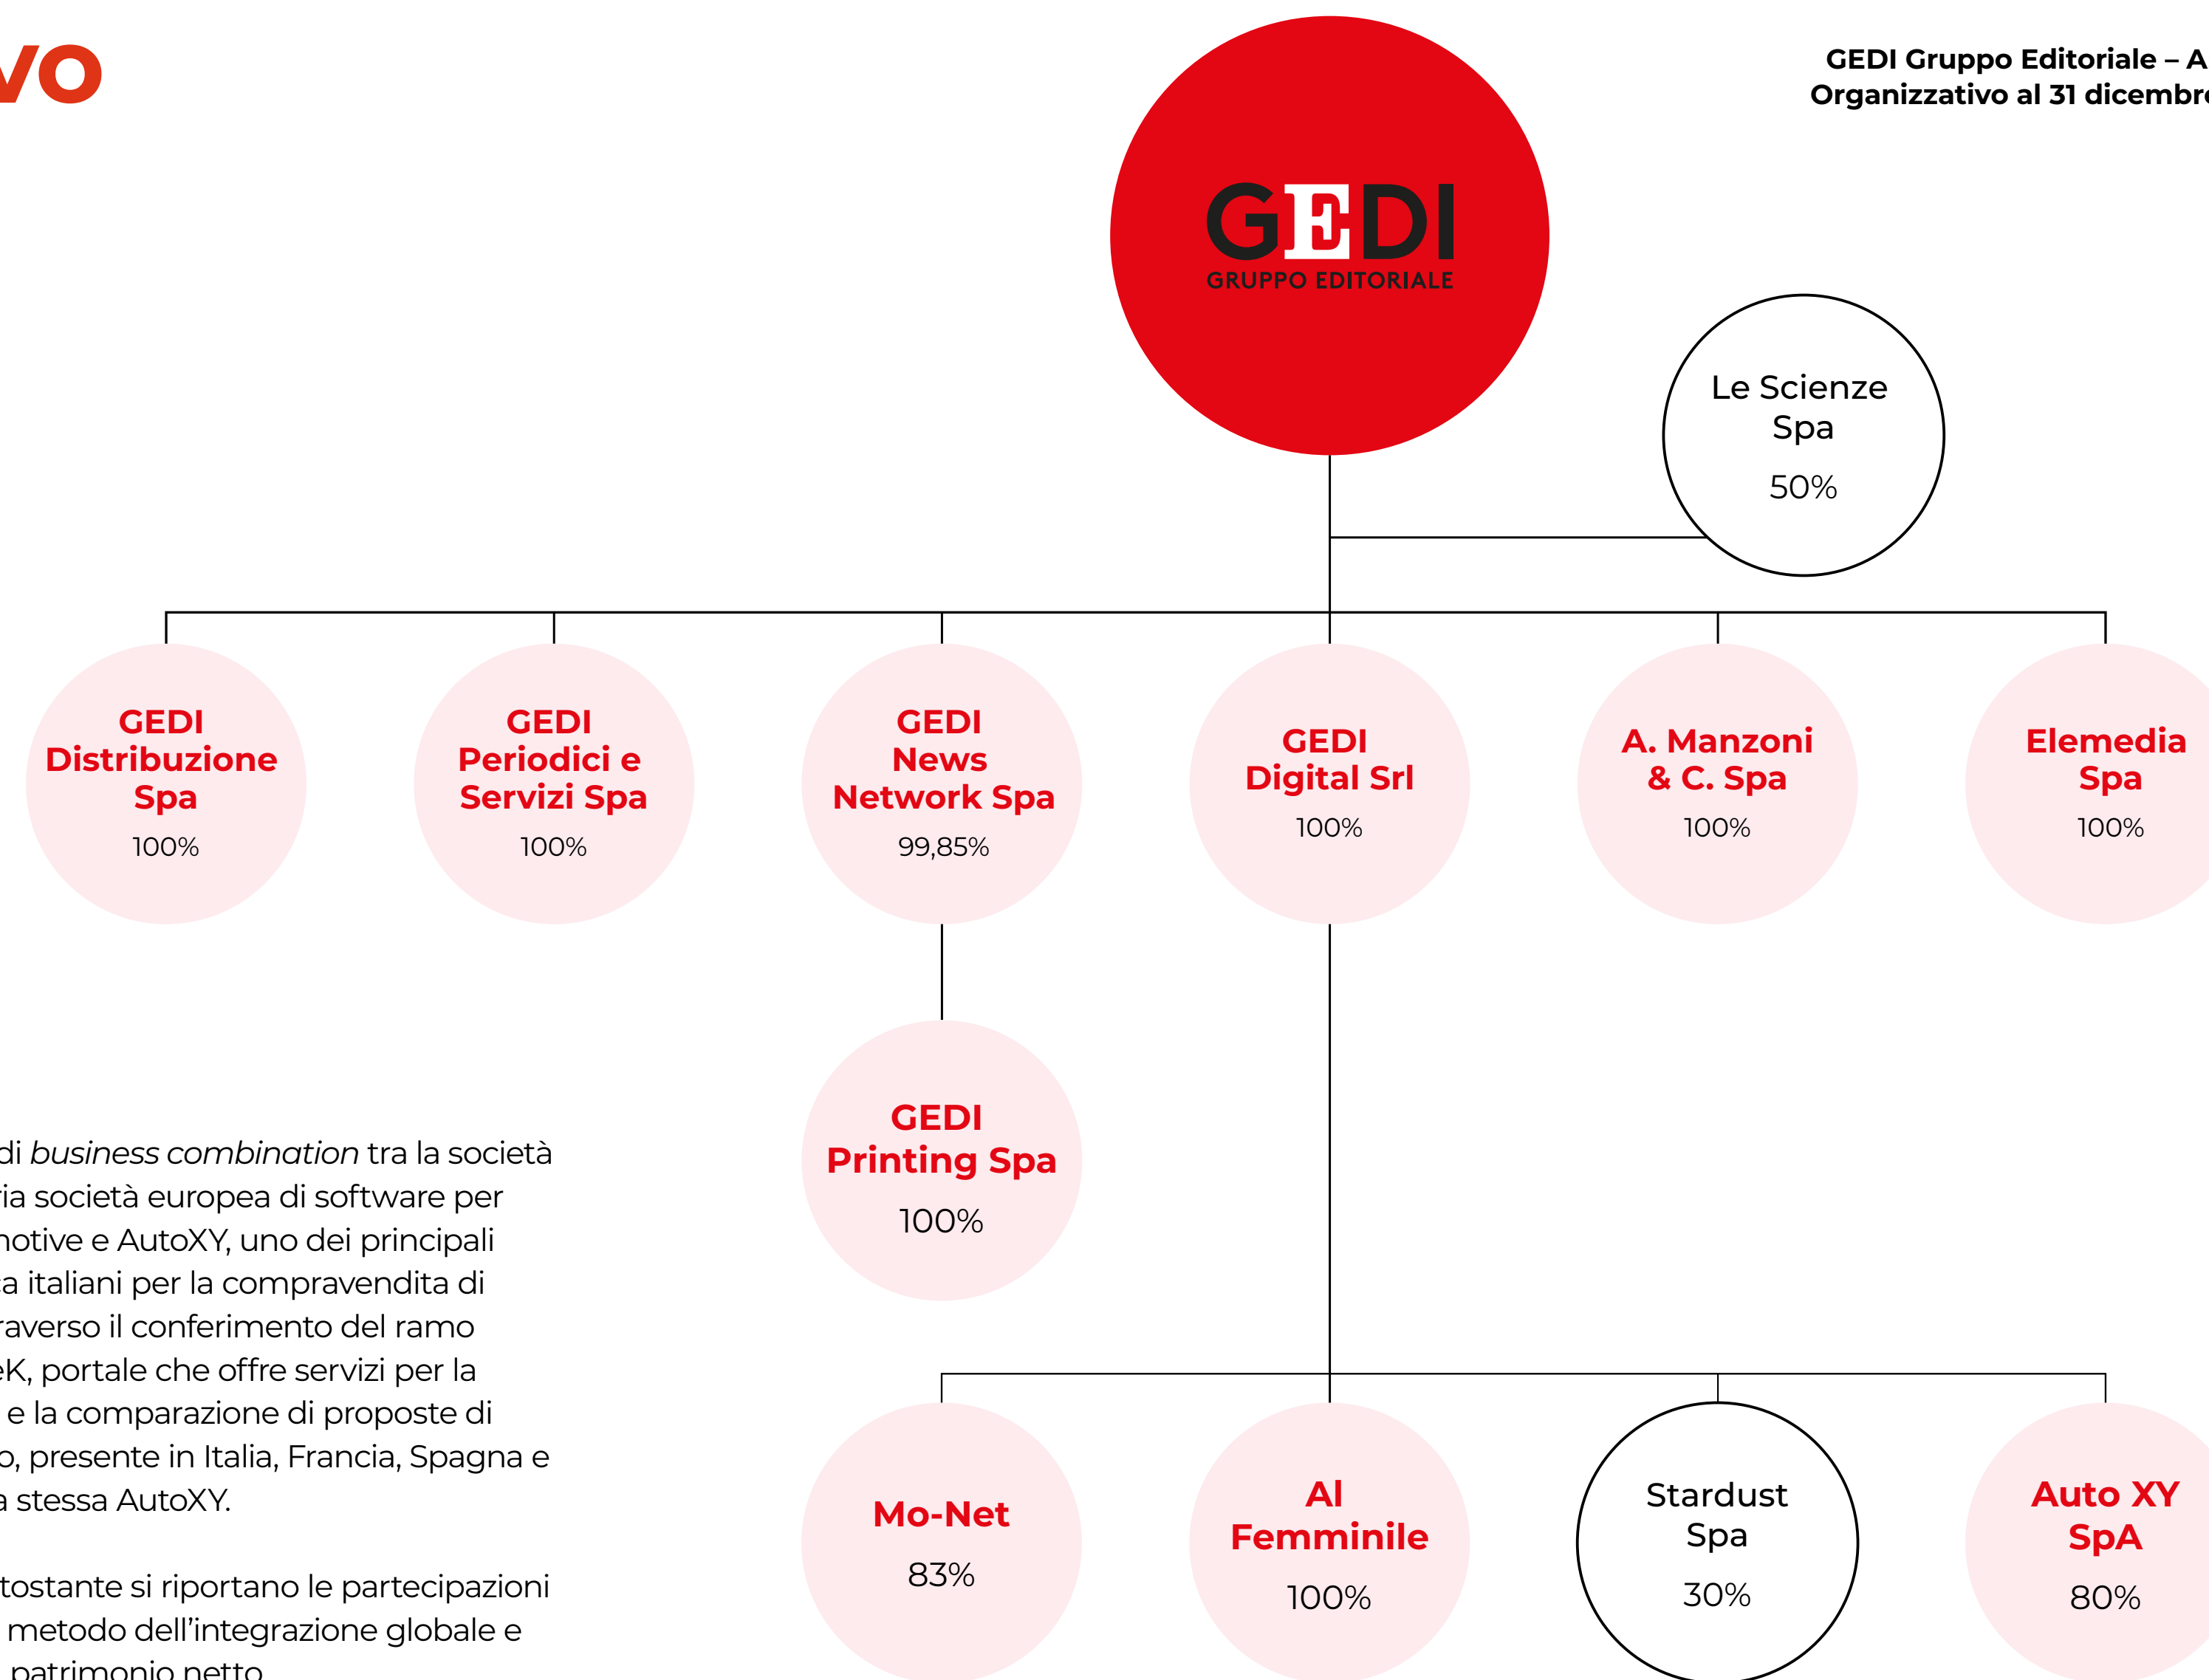 vo
GEDI Gruppo Editoriale – A
Organizzativo al 31 dicembre
GEDI
GRUPPO EDITORIALE
Le Scienze
Spa
50%
GEDI
Distribuzione
Spa
100%
GEDI
Periodici e
Servizi Spa
100%
GEDI
News
Network Spa
99,85%
GEDI
Digital Srl
100%
A. Manzoni
& C. Spa
100%
Elemedia
Spa
100%
GEDI
Printing Spa
100%
di business combination tra la società
ria società europea di software per
notive e AutoXY, uno dei principali
a italiani per la compravendita di
raverso il conferimento del ramo
eK, portale che offre servizi per la
e la comparazione di proposte di
o, presente in Italia, Francia, Spagna e
a stessa AutoXY.
tostante si riportano le partecipazioni
metodo dell'integrazione globale e
patrimonio netto
Mo-Net
83%
Al
Femminile
100%
Stardust
Spa
30%
Auto XY
SpA
80%